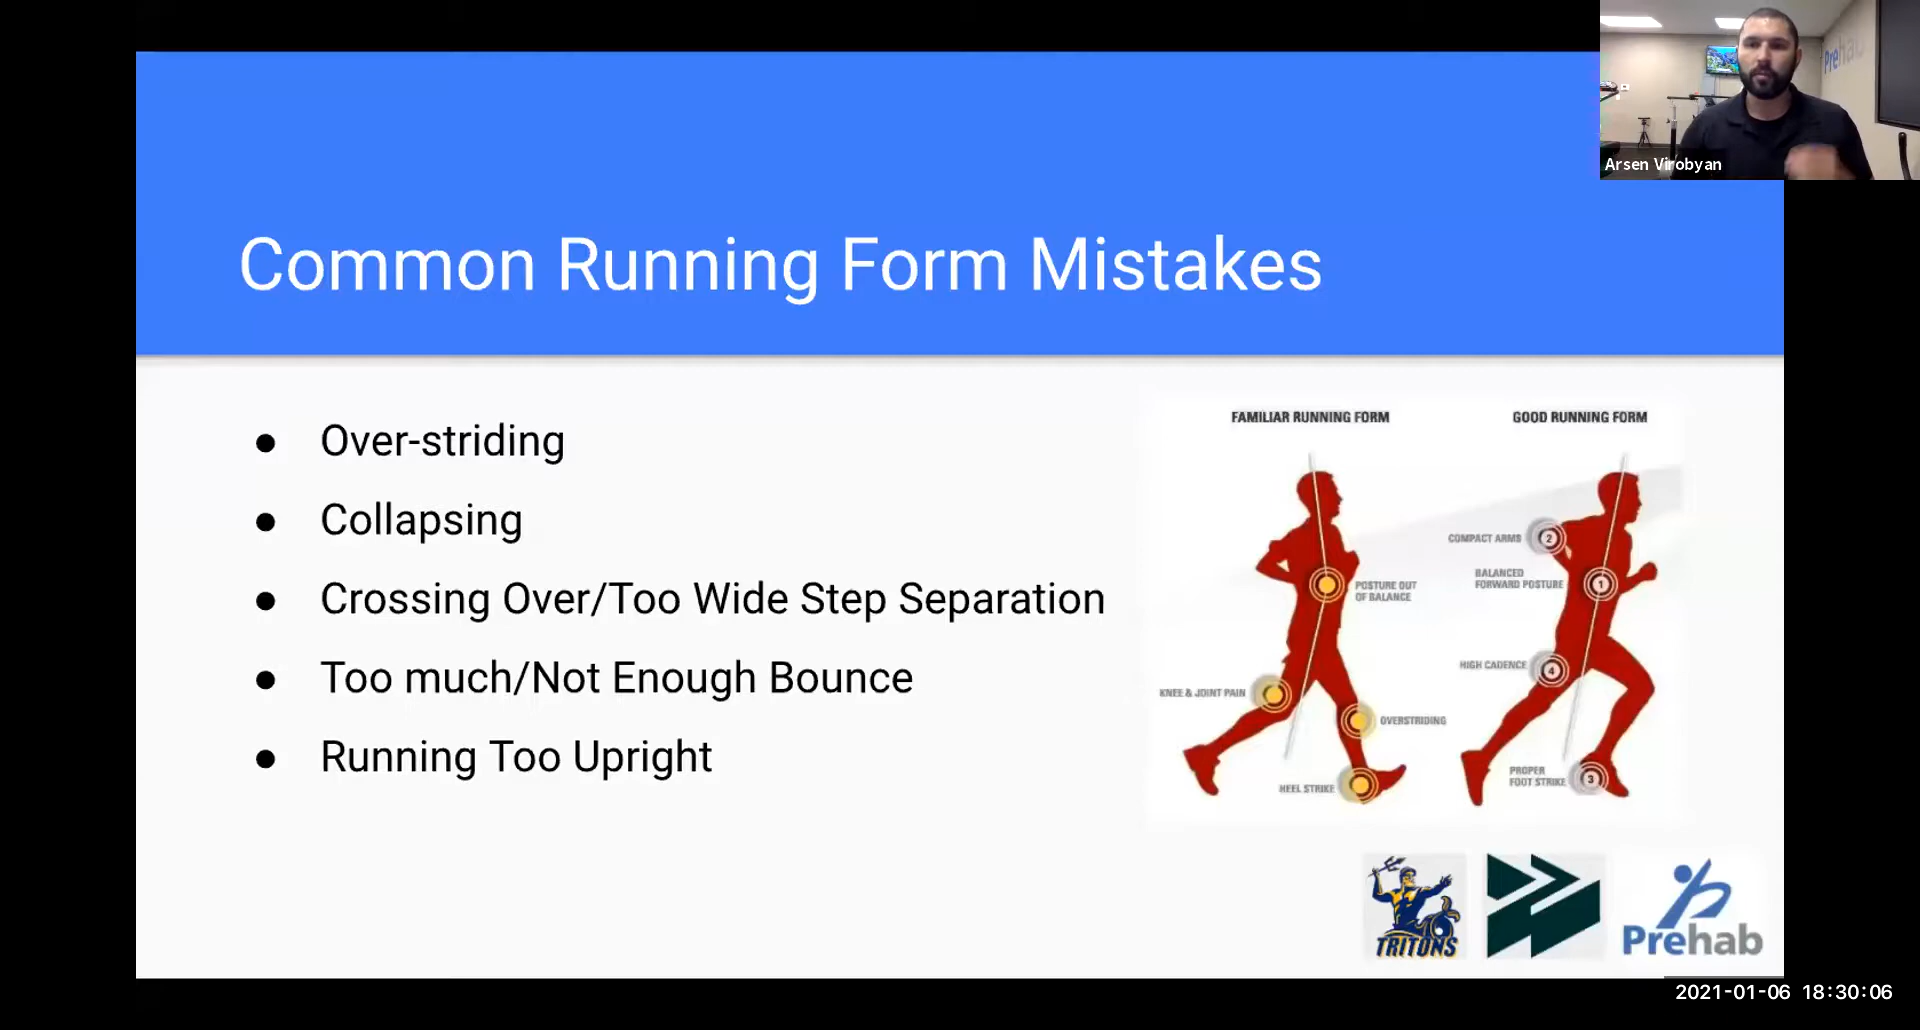 Prehab
Arsen Virobyan
Common Running Form Mistakes
● Over-striding
● Collapsing
● Crossing Over/Too Wide Step Separation
● Too much/Not Enough Bounce
● Running Too Upright
FAMILIAR RUNNING FORM
POSTURE OUT
OF BALANCE
KNEE & JOINT PAIN
OVERSTRIDING
HEEL STRIKE
GOOD RUNNING FORM
COMPACT ARMS
2
BALANCED
FORWARD POSTURE
1
HIGH CADENCE
4
PROPER
FOOT STRIKE
3
TRITONS
Prehab
2021-01-06 18:30:06